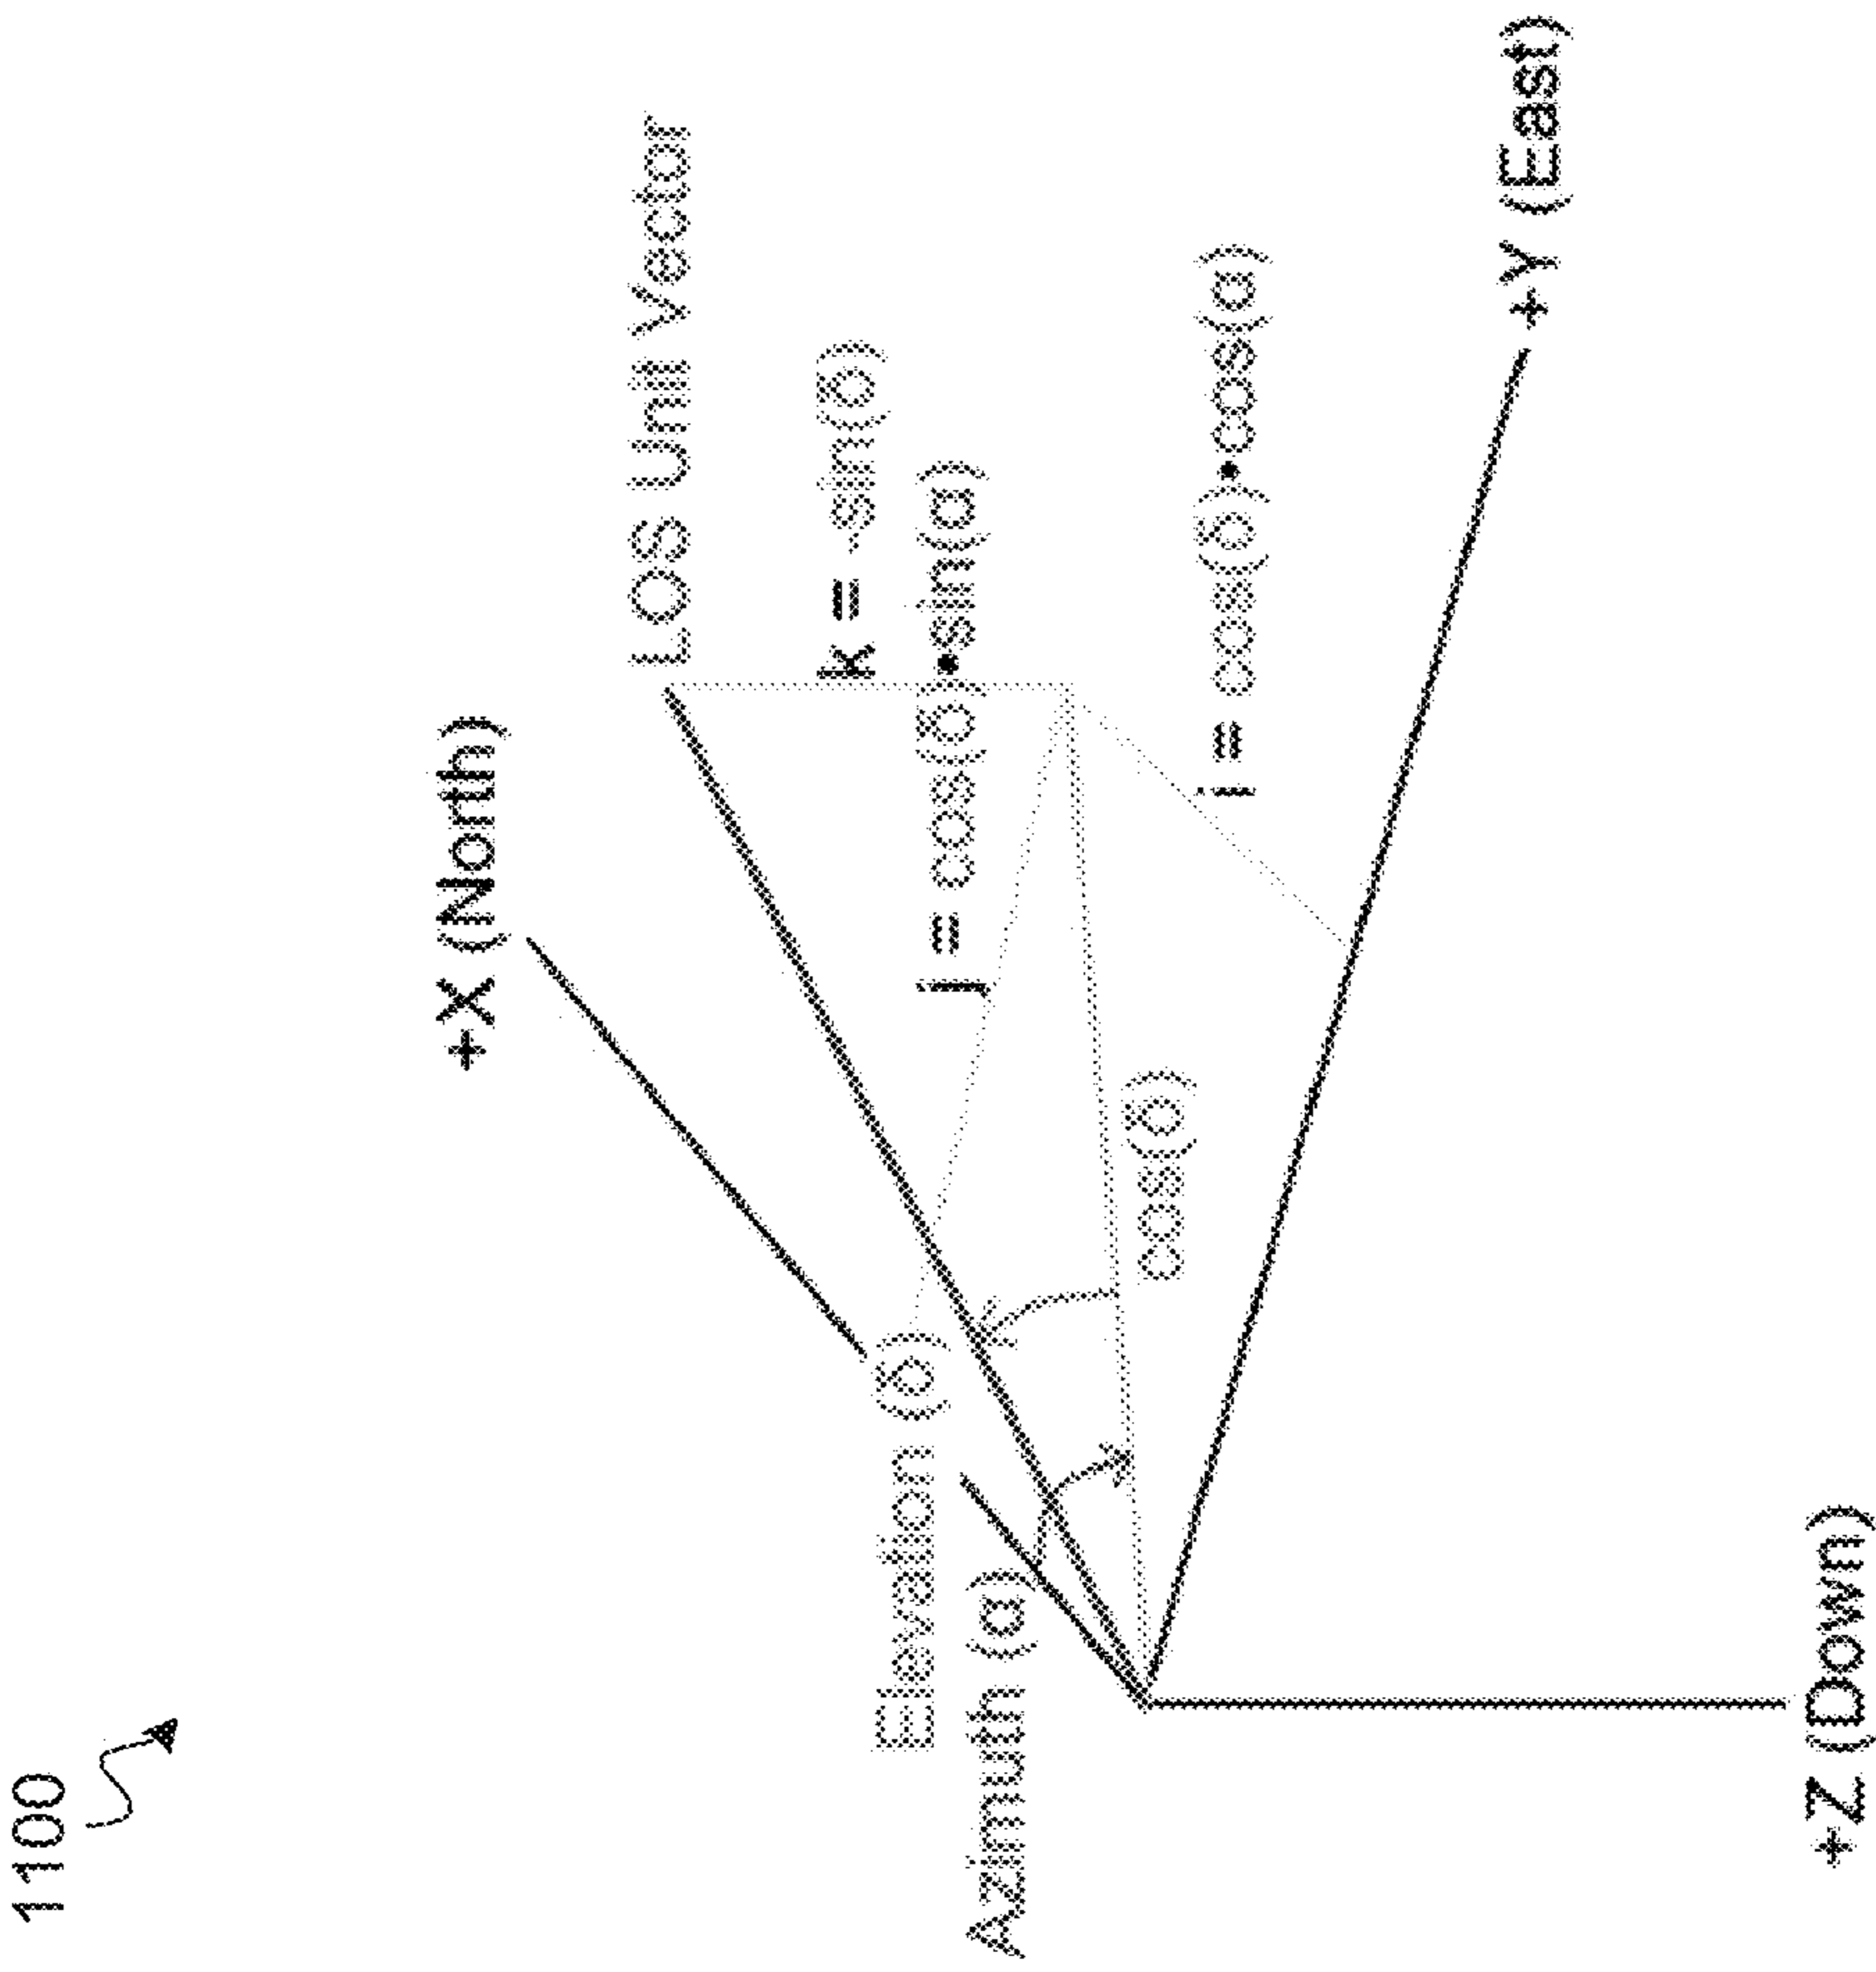 1100
+X (North)
LOS Unit Vector
k = -sin(δ)
j = cos(δ)•sin(α)
i = cos(δ)•cos(α)
Elevation (δ)
Azimuth (α)
cos(δ)
+Y (East)
+Z (Down)